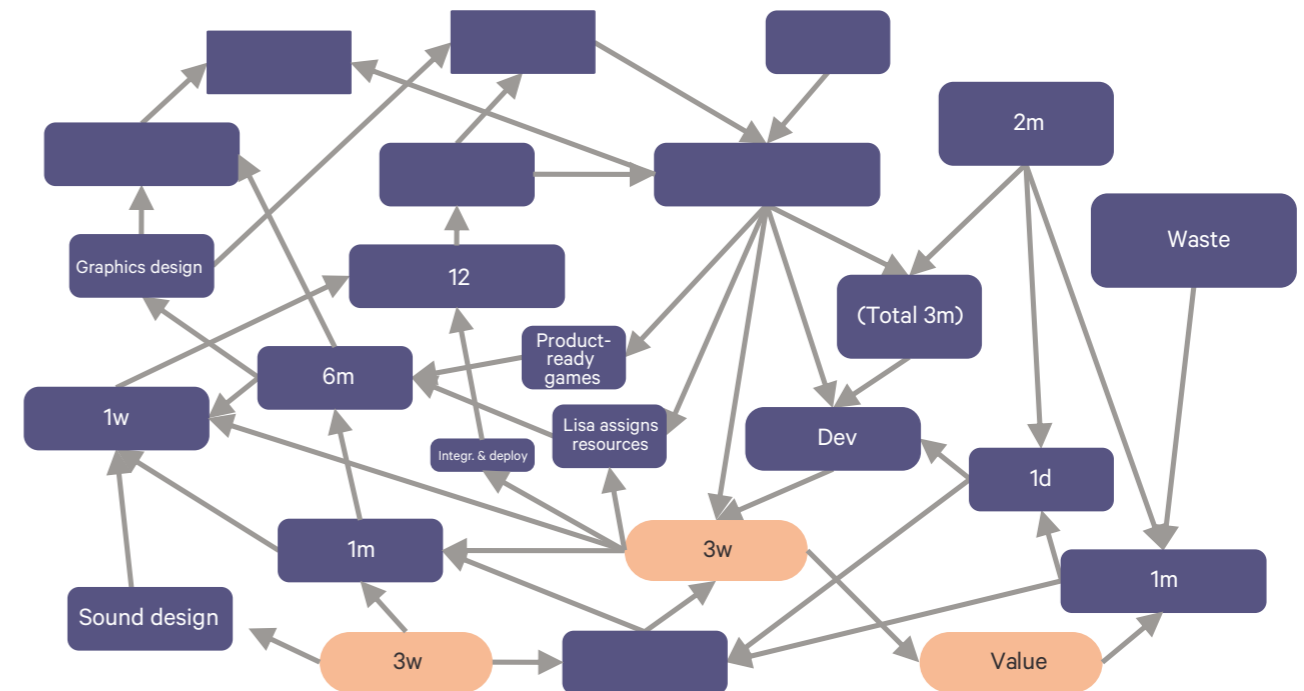 2m
Waste
Graphics design
12
(Total 3m)
Product-
ready
games
6m
1w
Lisa assigns
resources
Dev
Integr. & deploy
1d
1m
3w
1m
Sound design
3w
Value